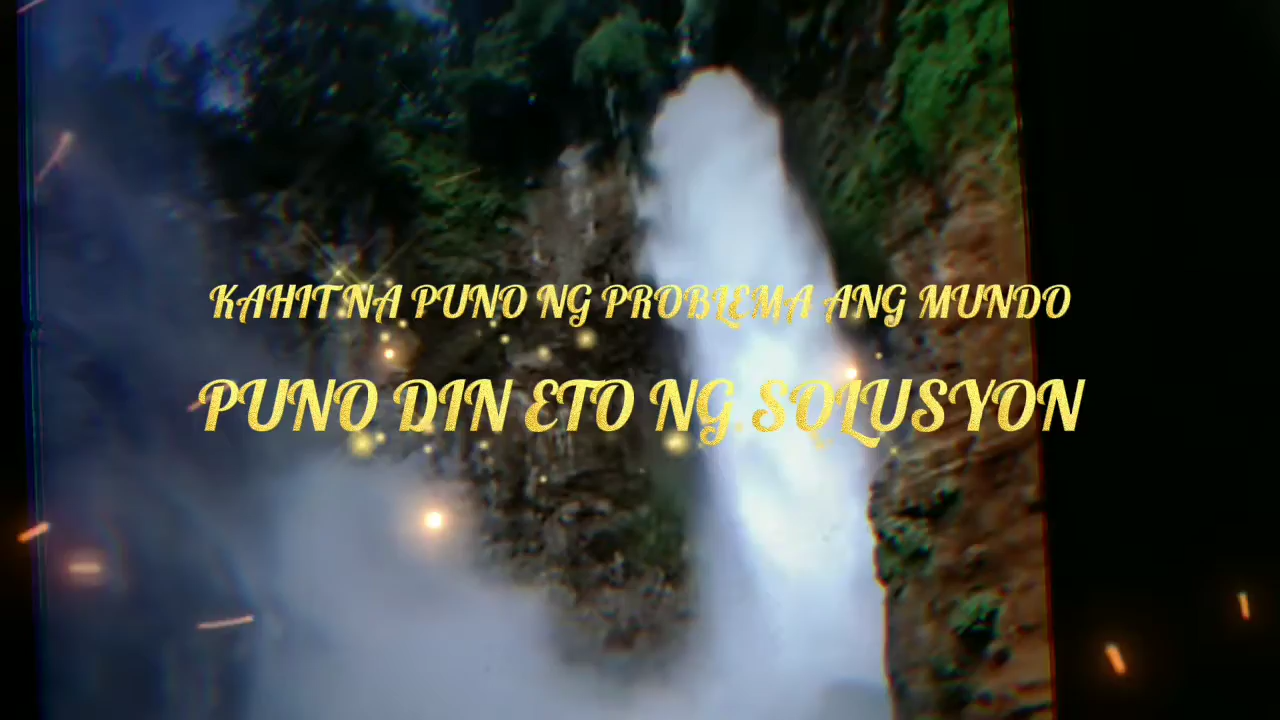 KAHIT NA PUNO NG PROBLEMA ANG MUNDO
PUNO DIN ETO NG SOLUSYON